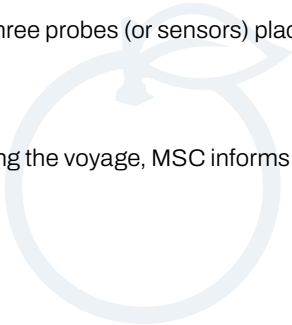 hree probes (or sensors) plac
ng the voyage, MSC informs